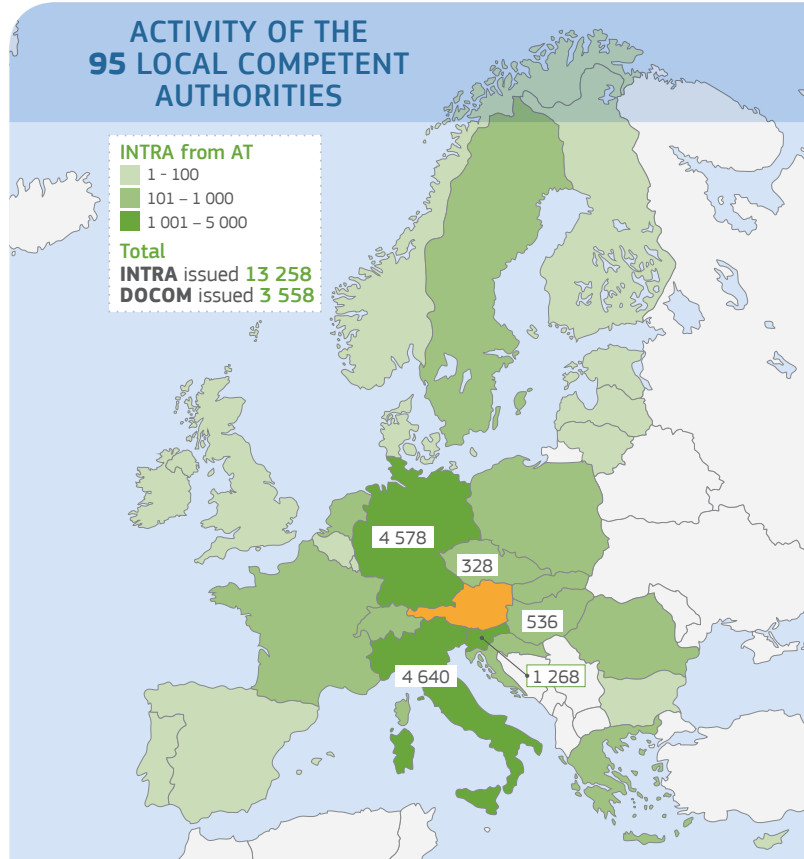 ACTIVITY OF THE
95 LOCAL COMPETENT
AUTHORITIES
INTRA from AT
1 - 100
101 – 1 000
1 001 – 5 000
Total
INTRA issued 13 258
DOCOM issued 3 558
4 578
328
536
4 640
1 268